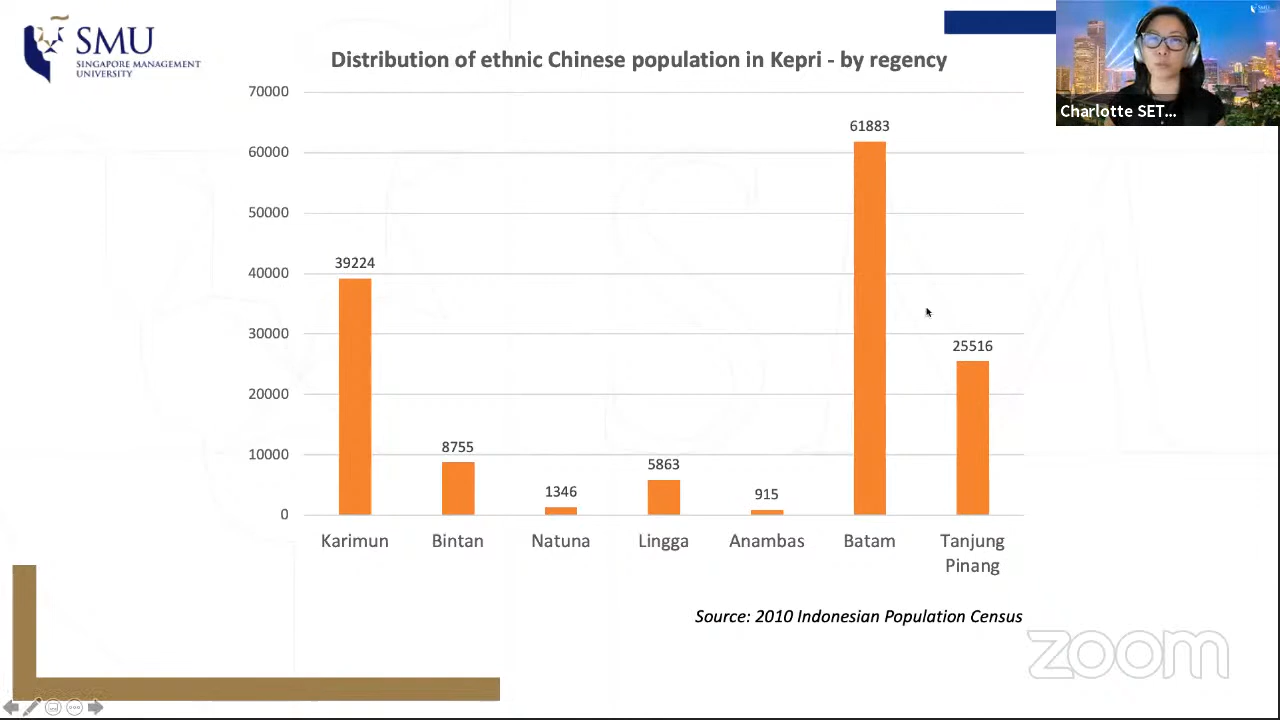 SMU
SINGAPORE MANAGEMENT
UNIVERSITY
Distribution of ethnic Chinese population in Kepri - by regency
Charlotte SET...
70000
60000
50000
40000
30000
20000
10000
0
39224
8755
1346
5863
915
61883
25516
Karimun
Bintan
Natuna
Lingga
Anambas
Batam
Tanjung
Pinang
Source: 2010 Indonesian Population Census
zoom